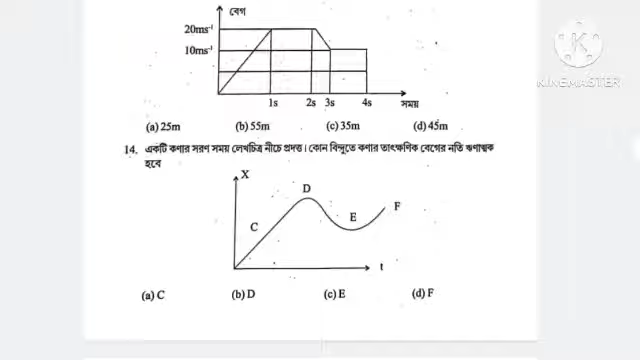 বেগ
20ms⁻¹
10ms⁻¹
1s 2s 3s 4s সময়
(a) 25m (b) 55m (c) 35m (d) 45m
14. একটি কণার সরণ সময় লেখচিত্র নীচে প্রদত্ত। কোন বিন্দুতে কণার তাৎক্ষণিক বেগের নতি ঋণাত্মক
হবে
X
D
F
E
C
t
(a) C (b) D (c) E (d) F
K
KINEMASTER